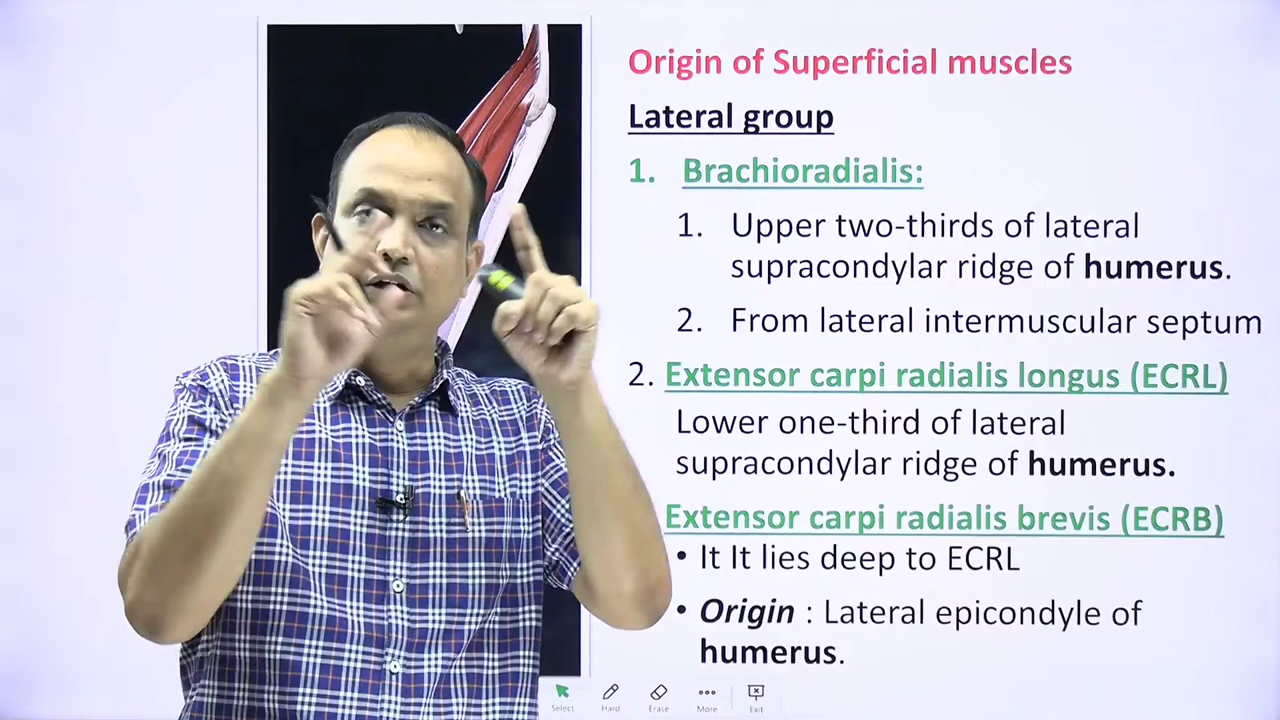 Origin of Superficial muscles
Lateral group
1. Brachioradialis:
1. Upper two-thirds of lateral
supracondylar ridge of humerus.
2. From lateral intermuscular septum
2. Extensor carpi radialis longus (ECRL)
Lower one-third of lateral
supracondylar ridge of humerus.
Extensor carpi radialis brevis (ECRB)
• It It lies deep to ECRL
• Origin : Lateral epicondyle of
humerus.
Select Hard Erase More Exit